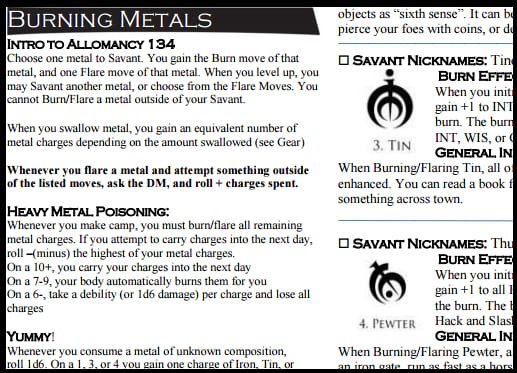 BURNING METALS
INTRO TO ALLOMANCY 134
Choose one metal to Savant. You gain the Burn move of that
metal, and one Flare move of that metal. When you level up, you
may Savant another metal, or choose from the Flare Moves. You
cannot Burn/Flare a metal outside of your Savant.
When you swallow metal, you gain an equivalent number of
metal charges depending on the amount swallowed (see Gear)
Whenever you flare a metal and attempt something outside
of the listed moves, ask the DM, and roll + charges spent.
HEAVY METAL POISONING:
Whenever you make camp, you must burn/flare all remaining
metal charges. If you attempt to carry charges into the next day,
roll –(minus) the highest of your metal charges.
On a 10+, you carry your charges into the next day
On a 7-9, your body automatically burns them for you
On a 6-, take a debility (or 1d6 damage) per charge and lose all
charges
YUMMY!
Whenever you consume a metal of unknown composition,
roll 1d6. On a 1, 3, or 4 you gain one charge of Iron, Tin, or
objects as “sixth sense”. It can b
pierce your foes with coins, or d
☐ SAVANT NICKNAMES: Tin
BURN EFFE
When you init
gain +1 to INT
burn. The burn
INT, WIS, or
3. TIN
GENERAL IN
When Burning/Flaring Tin, all o
enhanced. You can read a book f
something across town.
☐ SAVANT NICKNAMES: Thu
BURN EFFE
When you init
gain +1 to all
the burn. The
Hack and Slas
4. PEWTER
GENERAL IN
When Burning/Flaring Pewter, a
an iron gate, run as fast as a hors